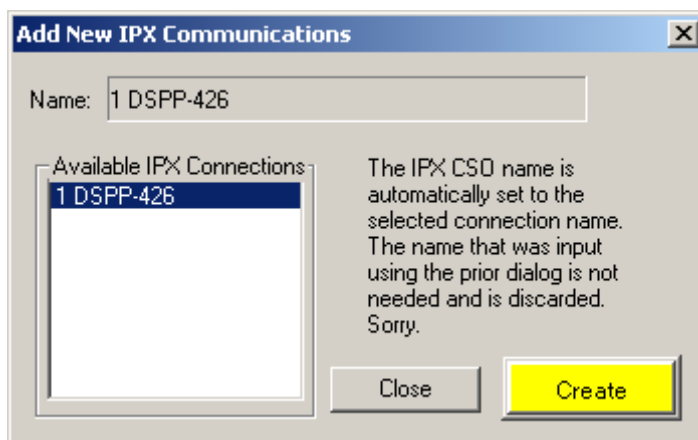 Add New IPX Communications
Name: 1 DSPP-426
Available IPX Connections
1 DSPP-426
The IPX CSO name is
automatically set to the
selected connection name.
The name that was input
using the prior dialog is not
needed and is discarded.
Sorry.
Close
Create